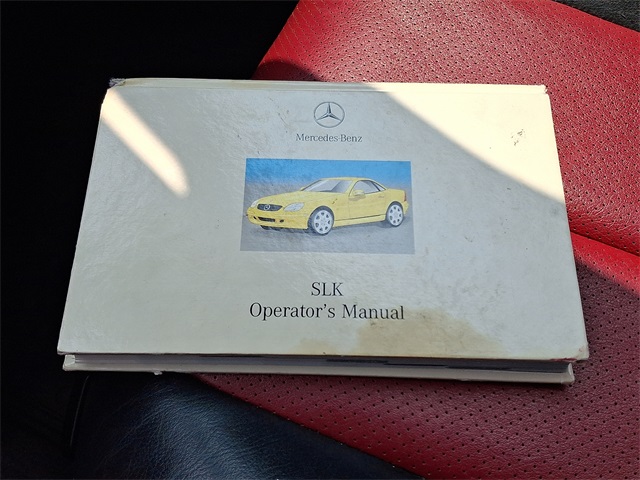 Mercedes-Benz
SLK
Operator's Manual